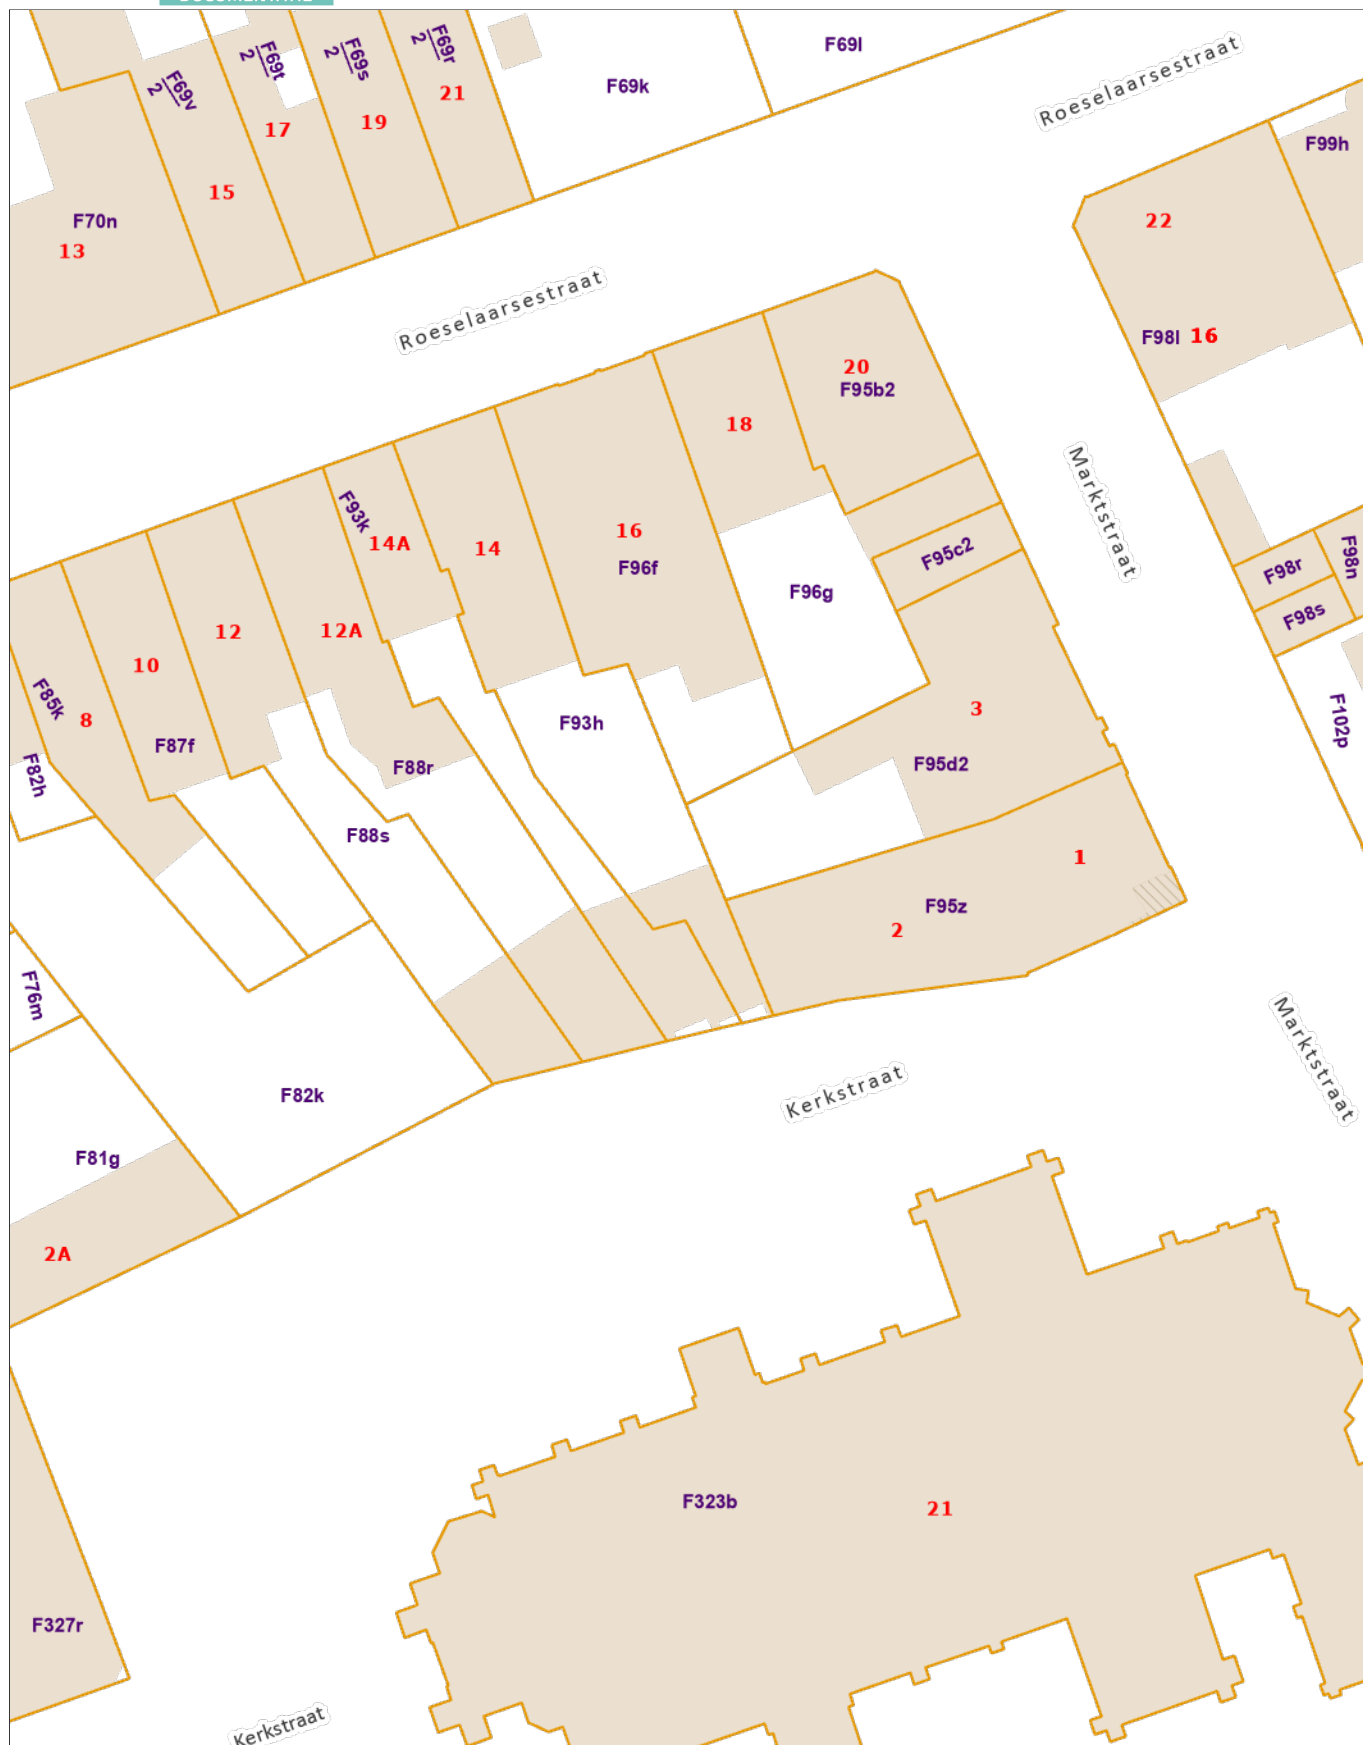 F69v
2
F69t
2
F69s
2
F69r
2
F69k
F69l
Roeselaarsestraat
21
19
17
15
F70n
13
F99h
22
F98l 16
Roeselaarsestraat
20
F95b2
18
16
F96f
14
14A
F93k
12A
12
10
8
F85k
F82h
F87f
F88r
F88s
F93h
F96g
F95c2
Marktstraat
F98r
F98n
F98s
F102p
3
F95d2
1
F95z
2
F76m
F82k
F81g
2A
Kerkstraat
Marktstraat
F323b
21
F327r
Kerkstraat